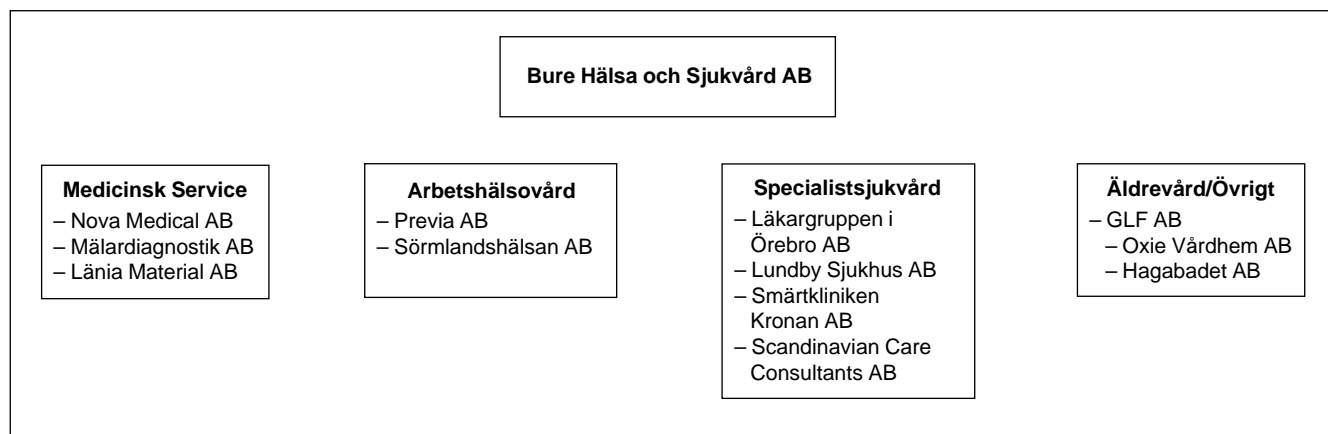 Bure Hälsa och Sjukvård AB
Medicinsk Service
– Nova Medical AB
– Mälardiagnostik AB
– Länia Material AB
Arbetshälsovård
– Previa AB
– Sörmlandshälsan AB
Specialistsjukvård
– Läkargruppen i
Örebro AB
– Lundby Sjukhus AB
– Smärtkliniken
Kronan AB
– Scandinavian Care
Consultants AB
Äldrevård/Övrigt
– GLF AB
– Oxie Vårdhem AB
– Hagabadet AB